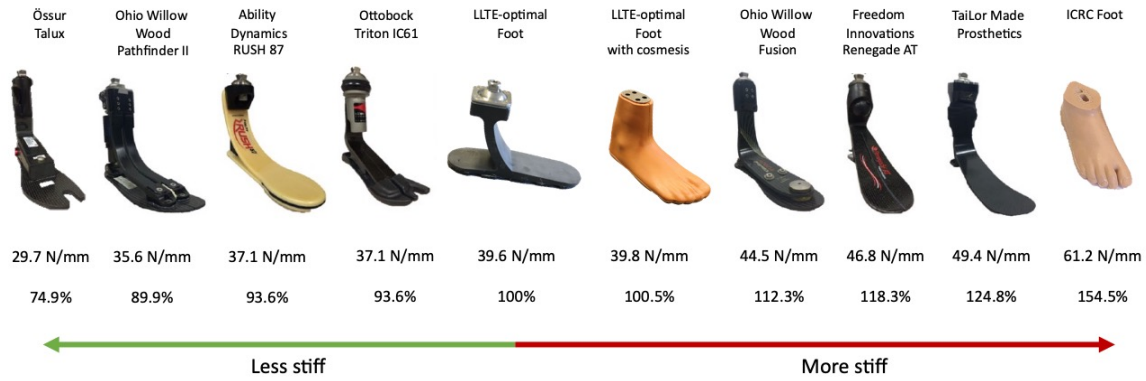 Össur
Talux
Ohio Willow
Wood
Pathfinder II
Ability
Dynamics
RUSH 87
Ottobock
Triton IC61
LLTE-optimal
Foot
LLTE-optimal
Foot
with cosmesis
Ohio Willow
Wood
Fusion
Freedom
Innovations
Renegade AT
TaiLor Made
Prosthetics
ICRC Foot
RUSH
29.7 N/mm
35.6 N/mm
37.1 N/mm
37.1 N/mm
39.6 N/mm
39.8 N/mm
44.5 N/mm
46.8 N/mm
49.4 N/mm
61.2 N/mm
74.9%
89.9%
93.6%
93.6%
100%
100.5%
112.3%
118.3%
124.8%
154.5%
Less stiff
More stiff